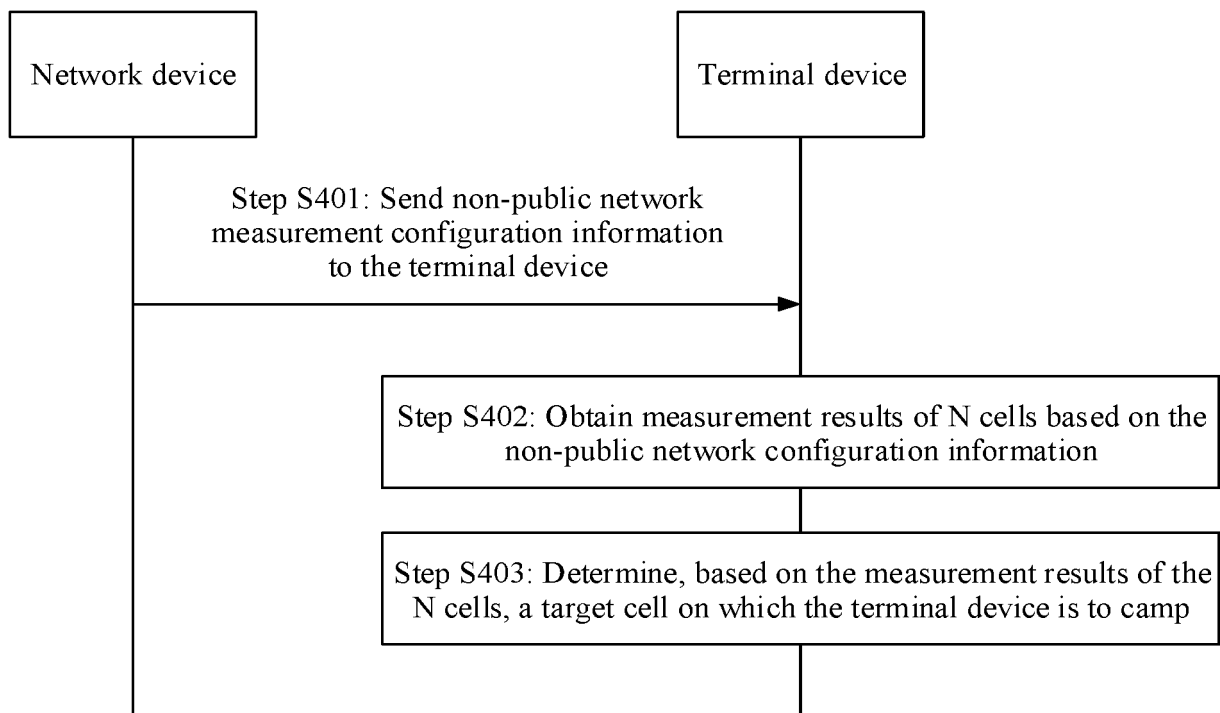 Network device
Terminal device
Step S401: Send non-public network
measurement configuration information
to the terminal device
Step S402: Obtain measurement results of N cells based on the
non-public network configuration information
Step S403: Determine, based on the measurement results of the
N cells, a target cell on which the terminal device is to camp